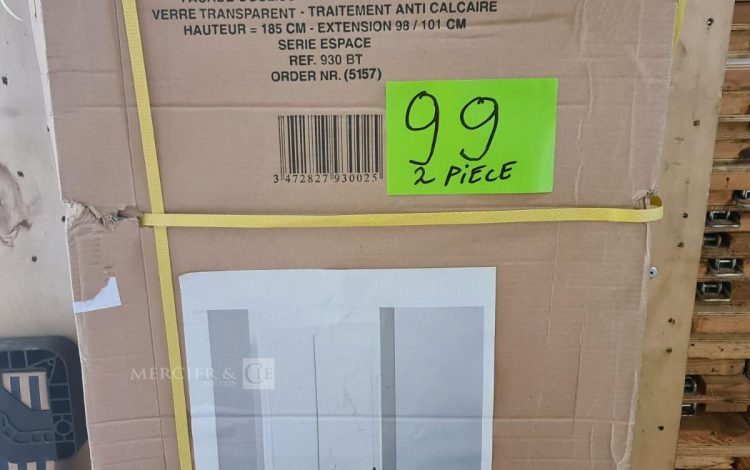 VERRE TRANSPARENT - TRAITEMENT ANTI CALCAIRE
HAUTEUR = 185 CM - EXTENSION 98 / 101 CM
SERIE ESPACE
REF. 930 BT
ORDER NR. (5157)
99
2 PIECE
3 472827 930025
MERCIER & CIE
AUCTION